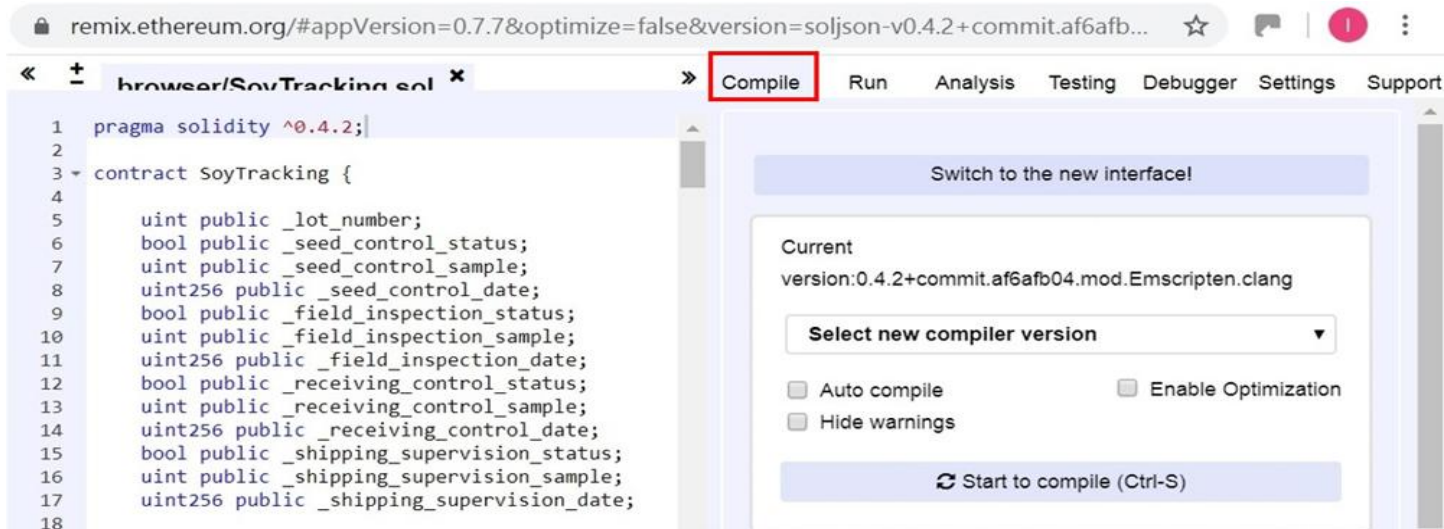 remix.ethereum.org/#appVersion=0.7.7&optimize=false&version=soljson-v0.4.2+commit.af6afb...
I
browser/SoyTracking.sol
Compile Run Analysis Testing Debugger Settings Support
1 pragma solidity ^0.4.2;
2
3 contract SoyTracking {
4
5 uint public _lot_number;
6 bool public _seed_control_status;
7 uint public _seed_control_sample;
8 uint256 public _seed_control_date;
9 bool public _field_inspection_status;
10 uint public _field_inspection_sample;
11 uint256 public _field_inspection_date;
12 bool public _receiving_control_status;
13 uint public _receiving_control_sample;
14 uint256 public _receiving_control_date;
15 bool public _shipping_supervision_status;
16 uint public _shipping_supervision_sample;
17 uint256 public _shipping_supervision_date;
18
Switch to the new interface!
Current
version:0.4.2+commit.af6afb04.mod.Emscripten.clang
Select new compiler version
Auto compile Enable Optimization
Hide warnings
Start to compile (Ctrl-S)